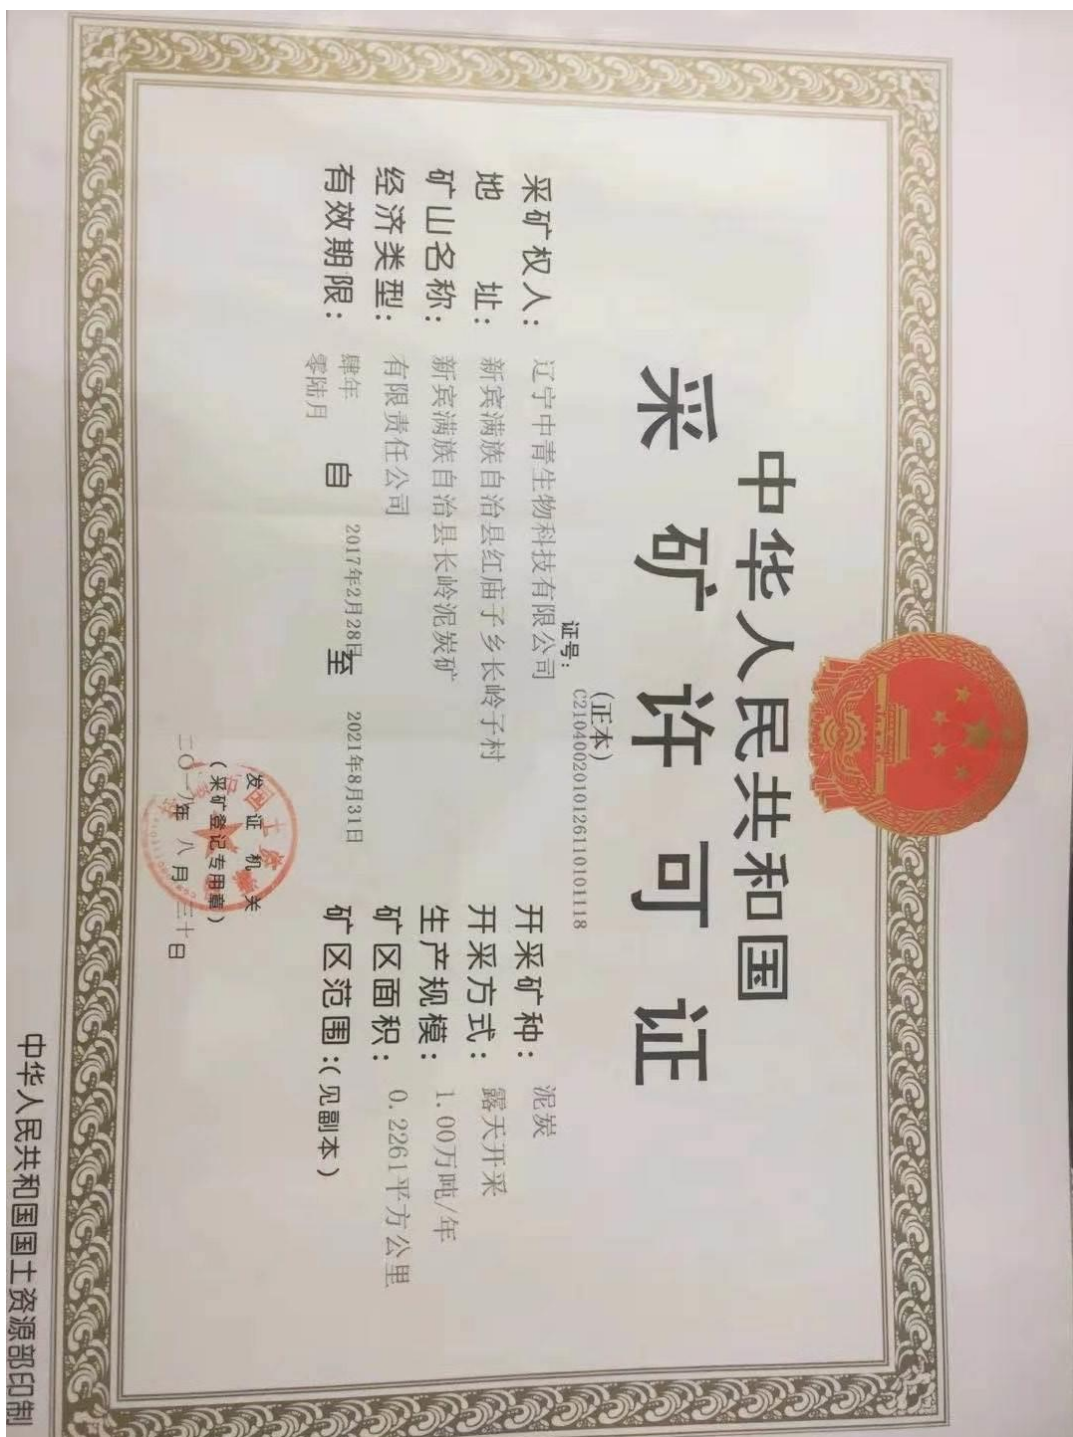 中华人民共和国
采矿许可证
(正本)
证号：
C2104002010126110101118
采矿权人：辽宁中青生物科技有限公司
地 址：新宾满族自治县红庙子乡长岭子村
矿山名称：新宾满族自治县长岭泥炭矿
经济类型：有限责任公司
有效期限：肆年零陆月 自 2017年2月28日 至 2021年8月31日
开采矿种：泥炭
开采方式：露天开采
生产规模：1.00万吨/年
矿区面积：0.2261平方公里
矿区范围：(见副本)
发 证 机 关
(采矿登记专用章)
八月三十日
中华人民共和国国土资源部印制